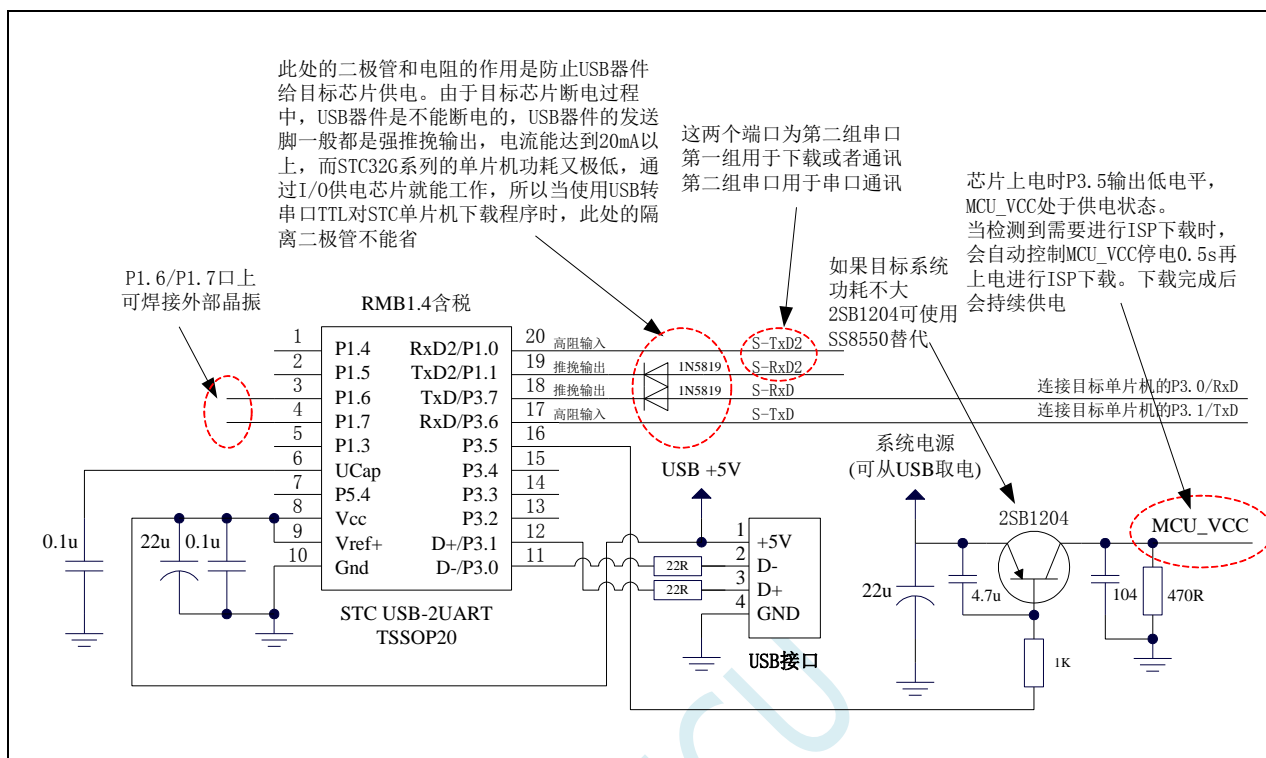 此处的二极管和电阻的作用是防止USB器件
给目标芯片供电。由于目标芯片断电过程
中，USB器件是不能断电的，USB器件的发送
脚一般都是强推挽输出，电流能达到20mA以
上，而STC32G系列的单片机功耗又极低，通
过I/O供电芯片就能工作，所以当使用USB转
串口TTL对STC单片机下载程序时，此处的隔
离二极管不能省
这两个端口为第二组串口
第一组用于下载或者通讯
第二组串口用于串口通讯
芯片上电时P3.5输出低电平，
MCU_VCC处于供电状态。
当检测到需要进行ISP下载时，
会自动控制MCU_VCC停电0.5s再
上电进行ISP下载。下载完成后
会持续供电
如果目标系统
功耗不大
2SB1204可使用
SS8550替代
P1.6/P1.7口上
可焊接外部晶振
RMB1.4含税
1 P1.4
2 P1.5
3 P1.6
4 P1.7
5 P1.3
6 UCap
7 P5.4
8 Vcc
9 Vref+
10 Gnd
RxD2/P1.0 20 高阻输入 S-TxD2
TxD2/P1.1 19 推挽输出 1N5819 S-RxD2
TxD/P3.7 18 推挽输出 1N5819 S-RxD 连接目标单片机的P3.0/RxD
RxD/P3.6 17 高阻输入 S-TxD 连接目标单片机的P3.1/TxD
P3.5 16
P3.4 15
P3.3 14
P3.2 13
D+/P3.1 12
D-/P3.0 11
STC USB-2UART
TSSOP20
0.1u
22u
0.1u
USB +5V
22R
22R
1 +5V
2 D-
3 D+
4 GND
USB接口
系统电源
(可从USB取电)
2SB1204
MCU_VCC
22u
4.7u
104
470R
1K
CU